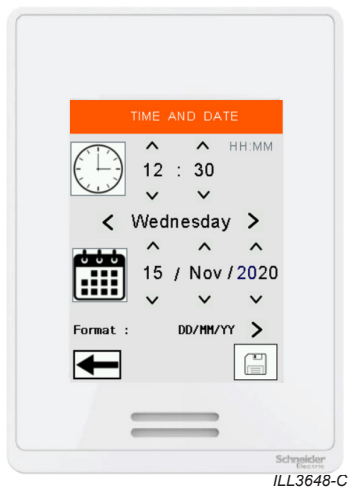 TIME AND DATE
HH:MM
12 : 30
< Wednesday >
15 / Nov / 2020
Format : DD/MM/YY >
Schneider
Electric
ILL3648-C